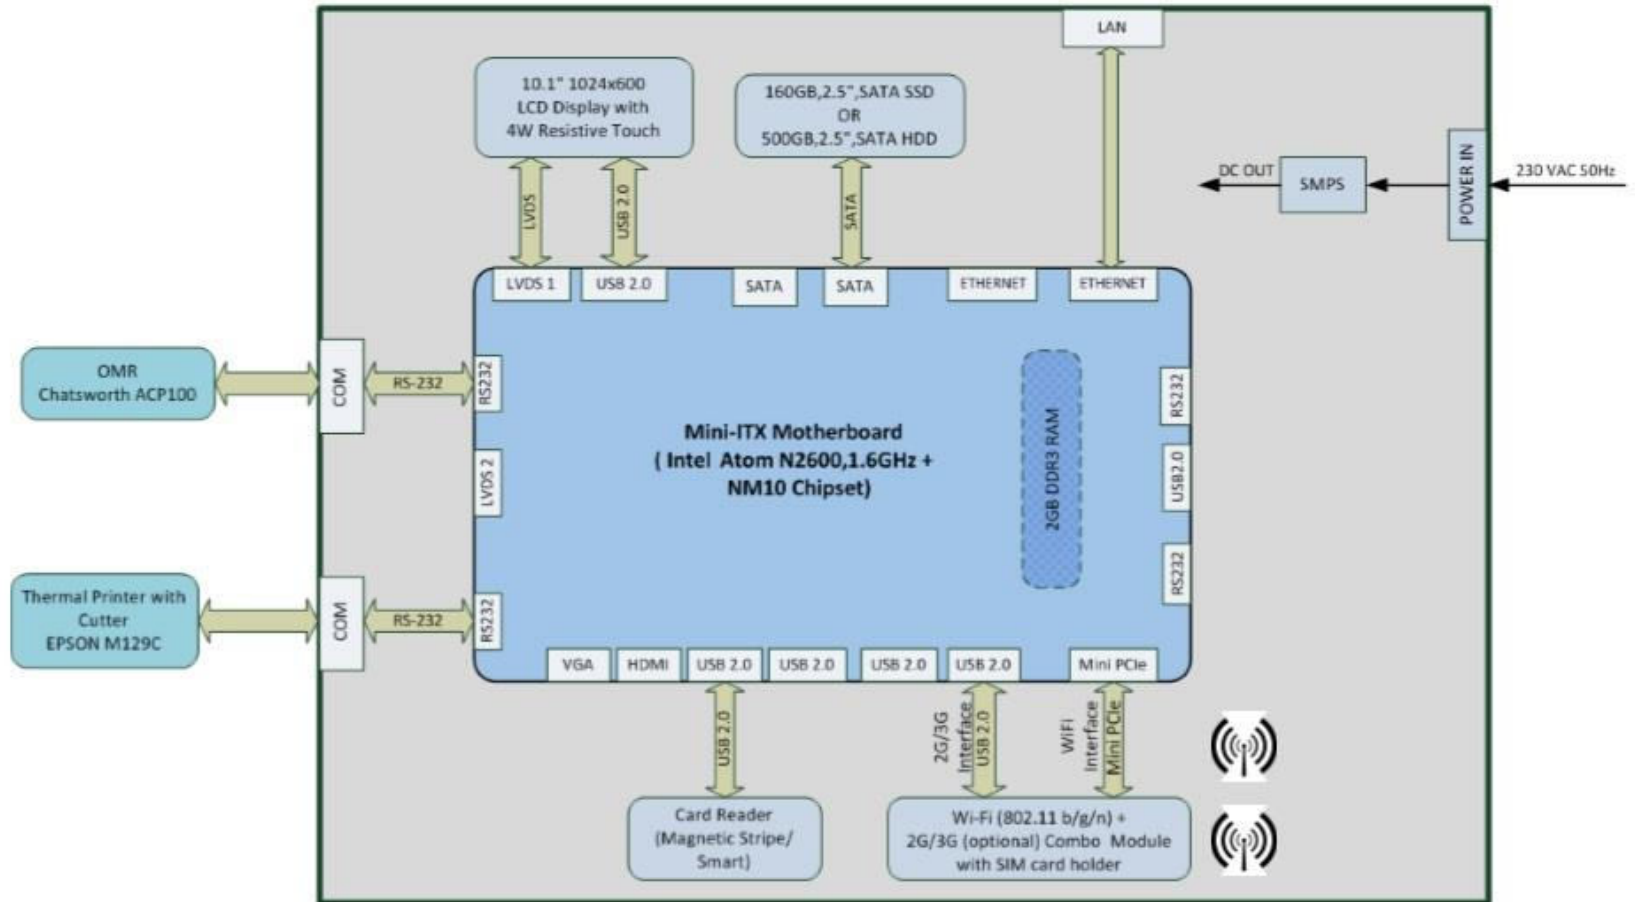 LAN
10.1" 1024x600
LCD Display with
4W Resistive Touch
160GB,2.5",SATA SSD
OR
500GB,2.5",SATA HDD
DC OUT
SMPS
POWER IN
230 VAC 50Hz
LVDS
USB 2.0
SATA
LVDS 1
USB 2.0
SATA
SATA
ETHERNET
ETHERNET
OMR
Chatsworth ACP100
COM
RS-232
RS232
Mini-ITX Motherboard
( Intel Atom N2600,1.6GHz +
NM10 Chipset)
2GB DDR3 RAM
RS232
LVDS 2
USB2.0
RS232
Thermal Printer with
Cutter
EPSON M129C
COM
RS-232
RS232
VGA
HDMI
USB 2.0
USB 2.0
USB 2.0
USB 2.0
Mini PCIe
USB 2.0
2G/3G
Interface
USB 2.0
WiFi
Interface
Mini PCIe
Card Reader
(Magnetic Stripe/
Smart)
Wi-Fi (802.11 b/g/n) +
2G/3G (optional) Combo Module
with SIM card holder